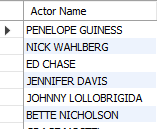 Actor Name
PENELOPE GUINESS
NICK WAHLBERG
ED CHASE
JENNIFER DAVIS
JOHNNY LOLLOBRIGIDA
BETTE NICHOLSON